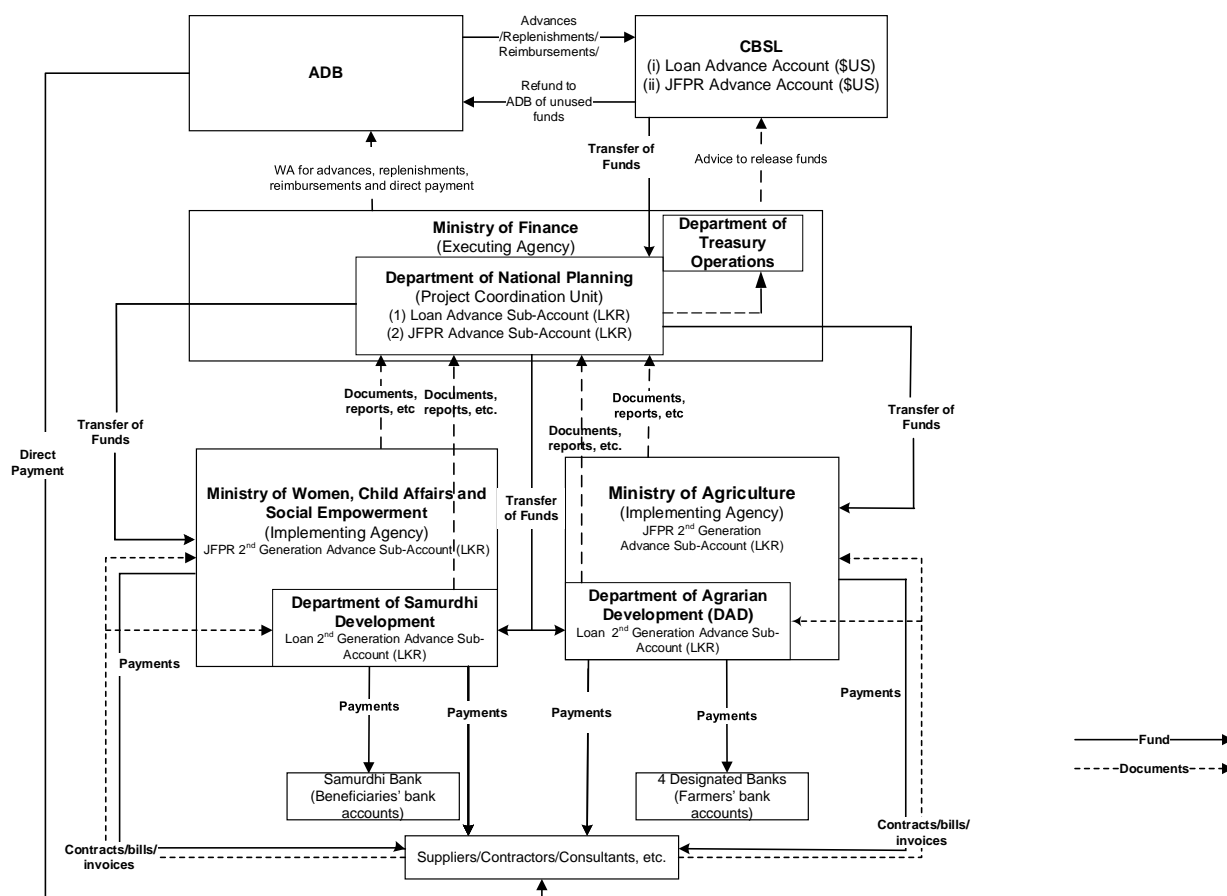 Advances
/Replenishments/
Reimbursements/
ADB
CBSL
(i) Loan Advance Account ($US)
(ii) JFPR Advance Account ($US)
Refund to
ADB of unused
funds
Transfer of
Funds
Advice to release funds
WA for advances, replenishments,
reimbursements and direct payment
Ministry of Finance
(Executing Agency)
Department of
Treasury
Operations
Department of National Planning
(Project Coordination Unit)
(1) Loan Advance Sub-Account (LKR)
(2) JFPR Advance Sub-Account (LKR)
Documents,
reports, etc
Documents,
reports, etc.
Documents,
reports, etc.
Documents,
reports, etc
Transfer of
Funds
Transfer of
Funds
Direct
Payment
Ministry of Women, Child Affairs and
Social Empowerment
(Implementing Agency)
JFPR 2nd Generation Advance Sub-Account (LKR)
Transfer
of Funds
Ministry of Agriculture
(Implementing Agency)
JFPR 2nd Generation
Advance Sub-Account (LKR)
Department of Samurdhi
Development
Loan 2nd Generation Advance Sub-
Account (LKR)
Department of Agrarian
Development (DAD)
Loan 2nd Generation Advance Sub-
Account (LKR)
Payments
Payments
Payments
Payments
Payments
Payments
Fund
Documents
Samurdhi Bank
(Beneficiaries' bank
accounts)
4 Designated Banks
(Farmers' bank
accounts)
Contracts/bills/
invoices
Contracts/bills/
invoices
Suppliers/Contractors/Consultants, etc.